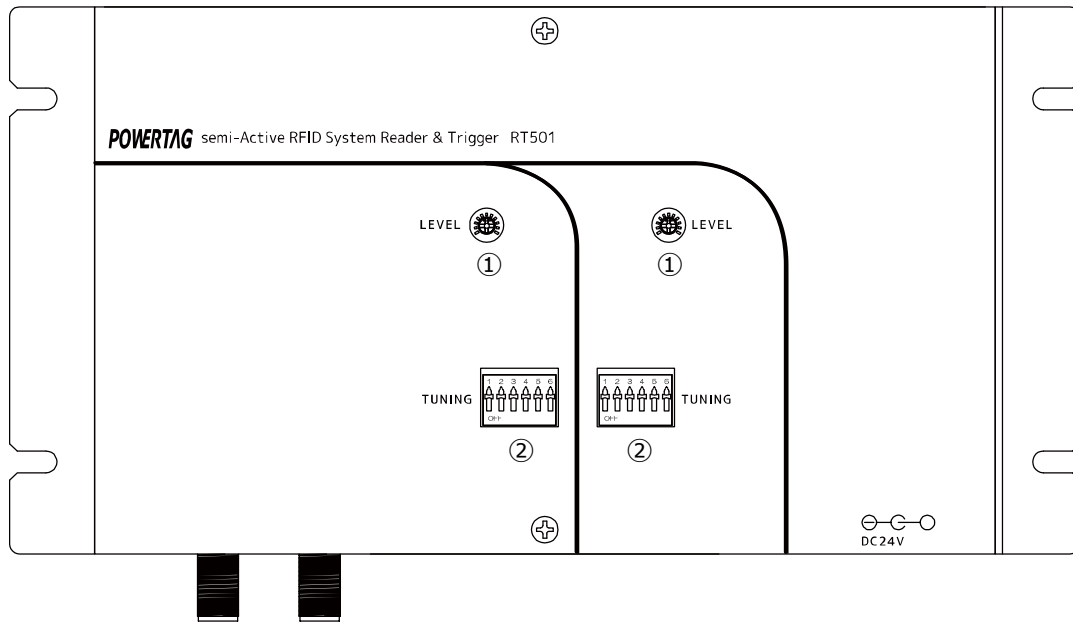 POWERTAG semi-Active RFID System Reader & Trigger RT501
LEVEL LEVEL
① ①
1 2 3 4 5 6 1 2 3 4 5 6
TUNING TUNING
OFF OFF
② ②
DC24V